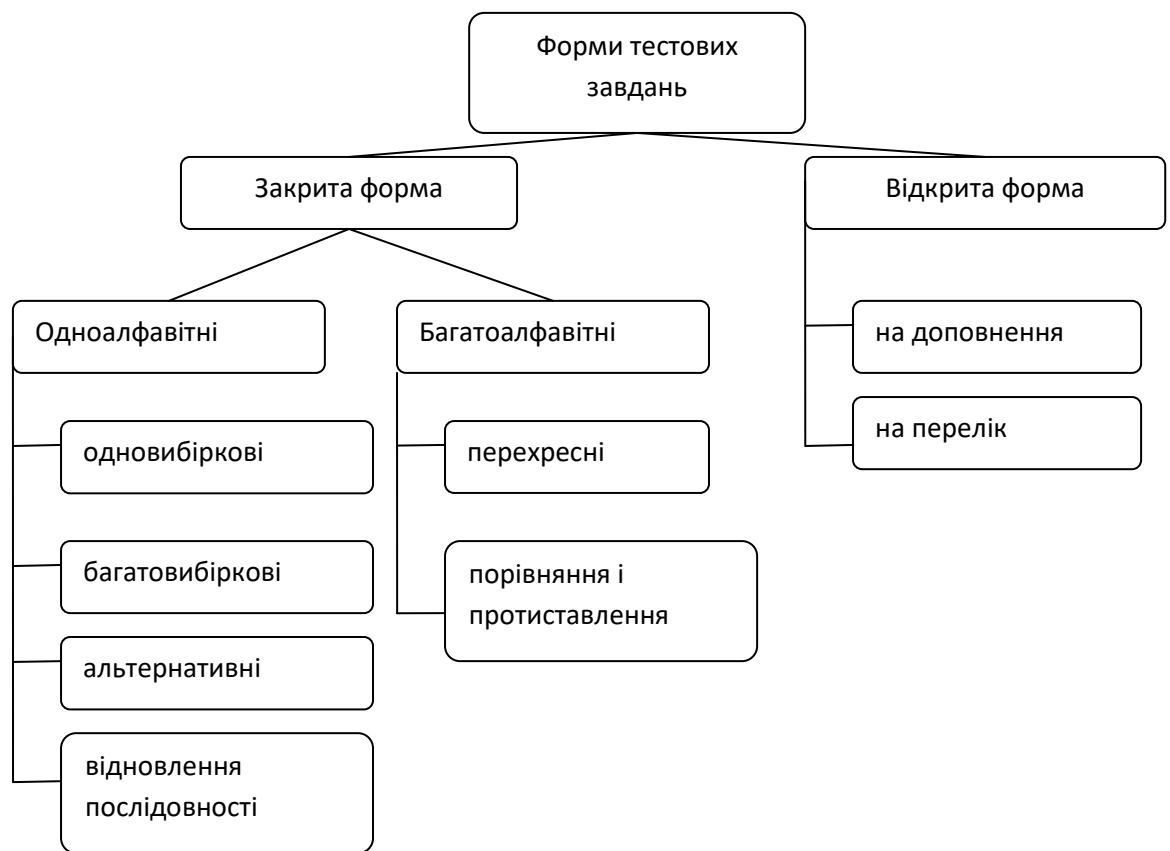 Форми тестових
завдань
Закрита форма
Відкрита форма
Одноалфавітні
Багатоалфавітні
на доповнення
на перелік
одновибіркові
перехресні
багатовибіркові
порівняння і
протиставлення
альтернативні
відновлення
послідовності